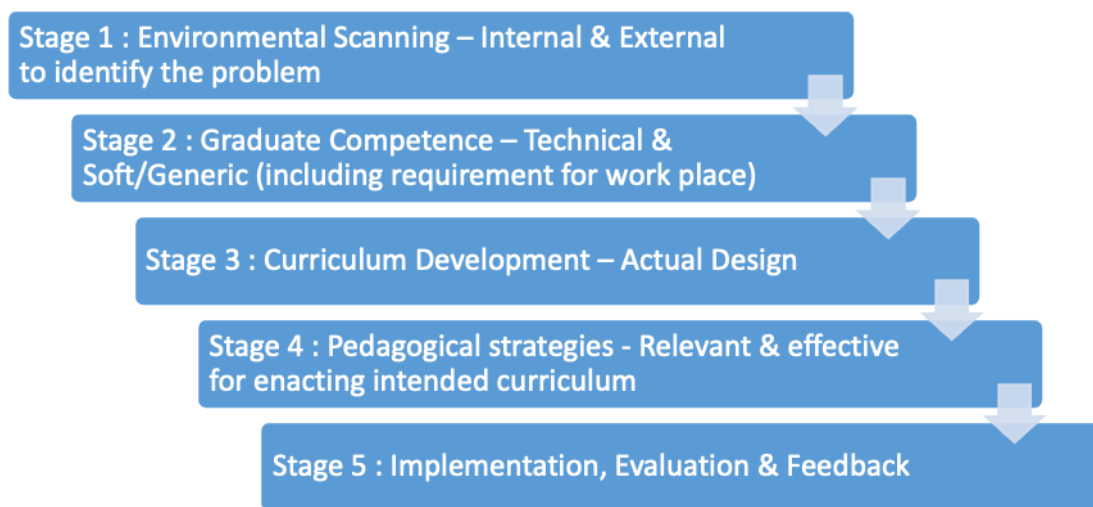 Stage 1 : Environmental Scanning – Internal & External
to identify the problem
Stage 2 : Graduate Competence – Technical &
Soft/Generic (including requirement for work place)
Stage 3 : Curriculum Development – Actual Design
Stage 4 : Pedagogical strategies - Relevant & effective
for enacting intended curriculum
Stage 5 : Implementation, Evaluation & Feedback